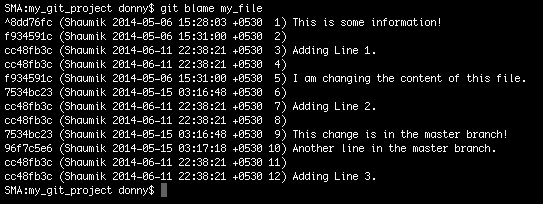 SMA:my_git_project donny$ git blame my_file
^8dd76fc (Shaumik 2014-05-06 15:28:03 +0530  1) This is some information!
f934591c (Shaumik 2014-05-06 15:31:00 +0530  2)
cc48fb3c (Shaumik 2014-06-11 22:38:21 +0530  3) Adding Line 1.
cc48fb3c (Shaumik 2014-06-11 22:38:21 +0530  4)
f934591c (Shaumik 2014-05-06 15:31:00 +0530  5) I am changing the content of this file.
7534bc23 (Shaumik 2014-05-15 03:16:48 +0530  6)
cc48fb3c (Shaumik 2014-06-11 22:38:21 +0530  7) Adding Line 2.
cc48fb3c (Shaumik 2014-06-11 22:38:21 +0530  8)
7534bc23 (Shaumik 2014-05-15 03:16:48 +0530  9) This change is in the master branch!
96f7c5e6 (Shaumik 2014-05-15 03:17:18 +0530 10) Another line in the master branch.
cc48fb3c (Shaumik 2014-06-11 22:38:21 +0530 11)
cc48fb3c (Shaumik 2014-06-11 22:38:21 +0530 12) Adding Line 3.
SMA:my_git_project donny$